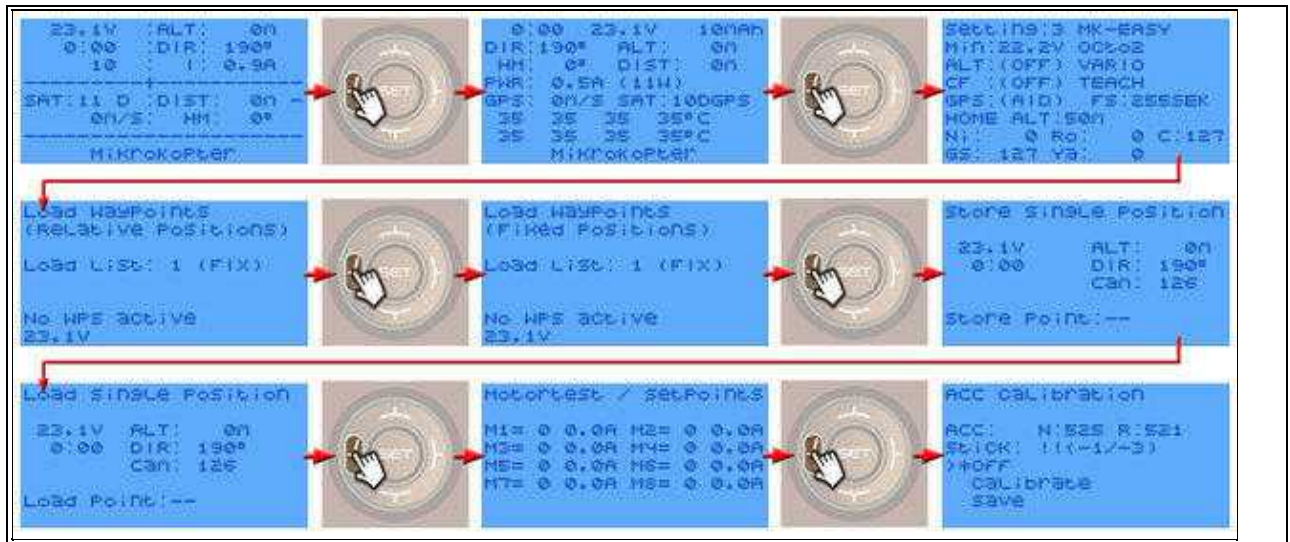 23.1V :ALT: 0m
0:00 :DIR: 190°
10 : I: 0.9A
SAT:11 D :DIST: 0m -
0m/s: HM: 0°
MikroKopter
SET
0:00 23.1V 10mAh
DIR:190° ALT: 0m
HM: 0° DIST: 0m
PWR: 0.5A (11W)
GPS: 0m/s SAT:10DGPS
35 35 35 35°C
35 35 35 35°C
MikroKopter
SET
Setting:3 MK-EASY
Min:22.2V Octo2
ALT:(OFF) VARIO
CF :(OFF) TEACH
GPS:(AID) FS:255SEK
HOME ALT:50m
Ni: 0 Ro: 0 C:127
GS: 127 Ya: 0
Load WayPoints
(Relative Positions)
Load List: 1 (FIX)
No WPs active
23.1V
SET
Load WayPoints
(Fixed Positions)
Load List: 1 (FIX)
No WPs active
23.1V
SET
Store Single Position
23.1V ALT: 0m
0:00 DIR: 190°
Cam: 126
Store Point:--
Load Single Position
23.1V ALT: 0m
0:00 DIR: 190°
Cam: 126
Load Point:--
SET
Motortest / SetPoints
M1= 0 0.0A M2= 0 0.0A
M3= 0 0.0A M4= 0 0.0A
M5= 0 0.0A M6= 0 0.0A
M7= 0 0.0A M8= 0 0.0A
SET
ACC Calibration
ACC: N:525 R:521
Stick: !!(-1/-3)
>*OFF
Calibrate
Save